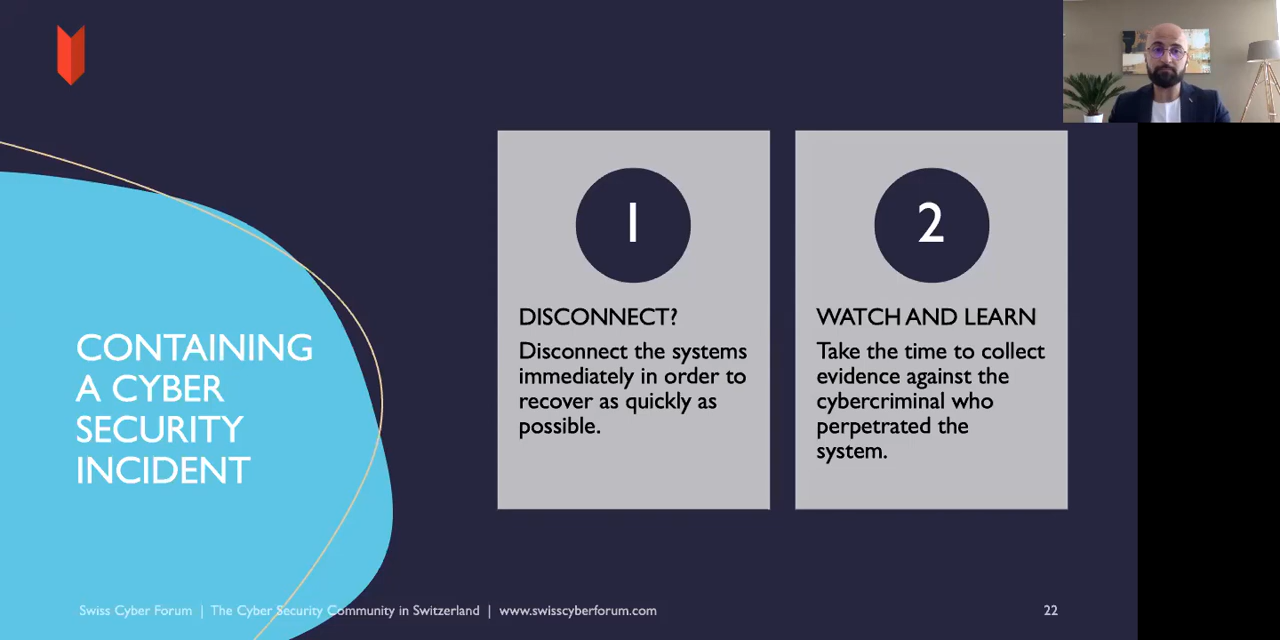 CONTAINING
A CYBER
SECURITY
INCIDENT
1
DISCONNECT?
Disconnect the systems
immediately in order to
recover as quickly as
possible.
2
WATCH AND LEARN
Take the time to collect
evidence against the
cybercriminal who
perpetrated the
system.
Swiss Cyber Forum | The Cyber Security Community in Switzerland | www.swisscyberforum.com
22